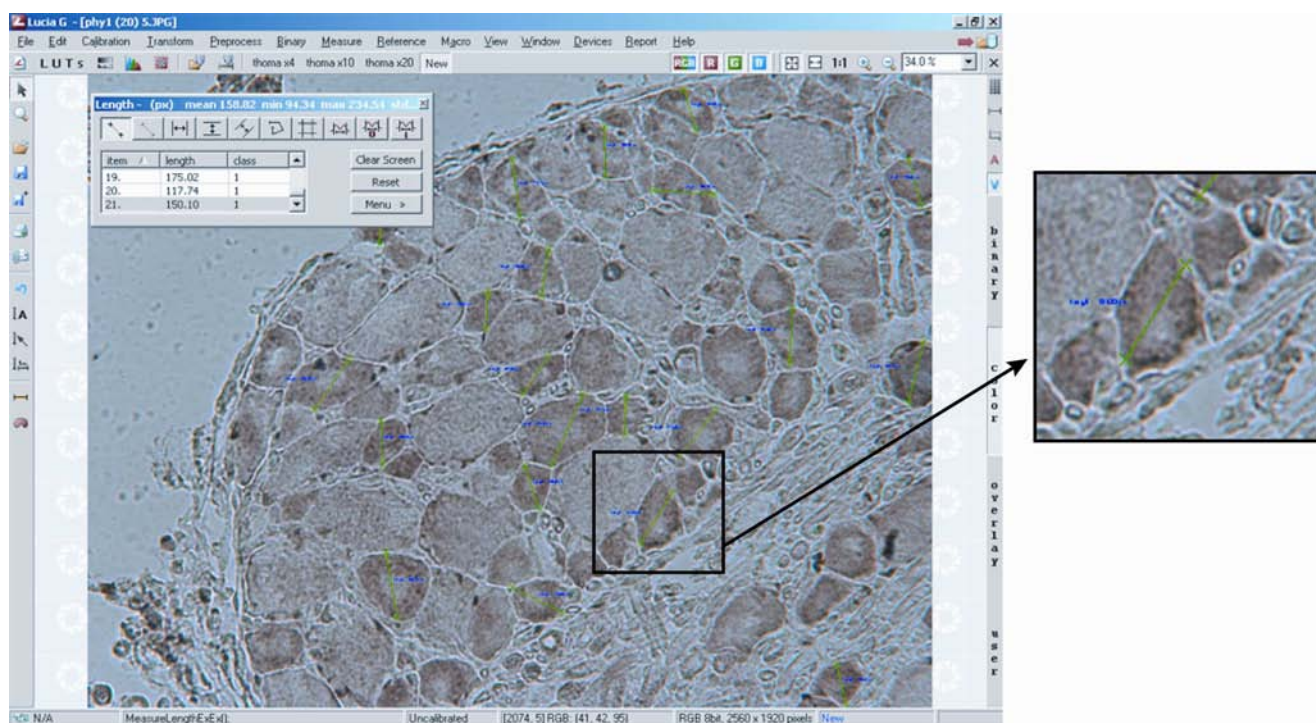 Lucia G - [phy1 (20) 5.JPG]
File Edit Calibration Transform Preprocess Binary Measure Reference Macro View Window Devices Report Help
LUTs thoma x4 thoma x10 thoma x20 New RGB R G 1:1 34.0 %
Length - (px) mean 158.82 min 94.34 max 234.54
item length class
Clear Screen
19. 175.02 1
Reset
20. 117.74 1
21. 150.10 1
Menu >
A
V
A
binary
color
overlay
user
N/A MeasureLengthExEx(); Uncalibrated [2074, 5] RGB: [41, 42, 95] RGB 8bit, 2560 x 1920 pixels New